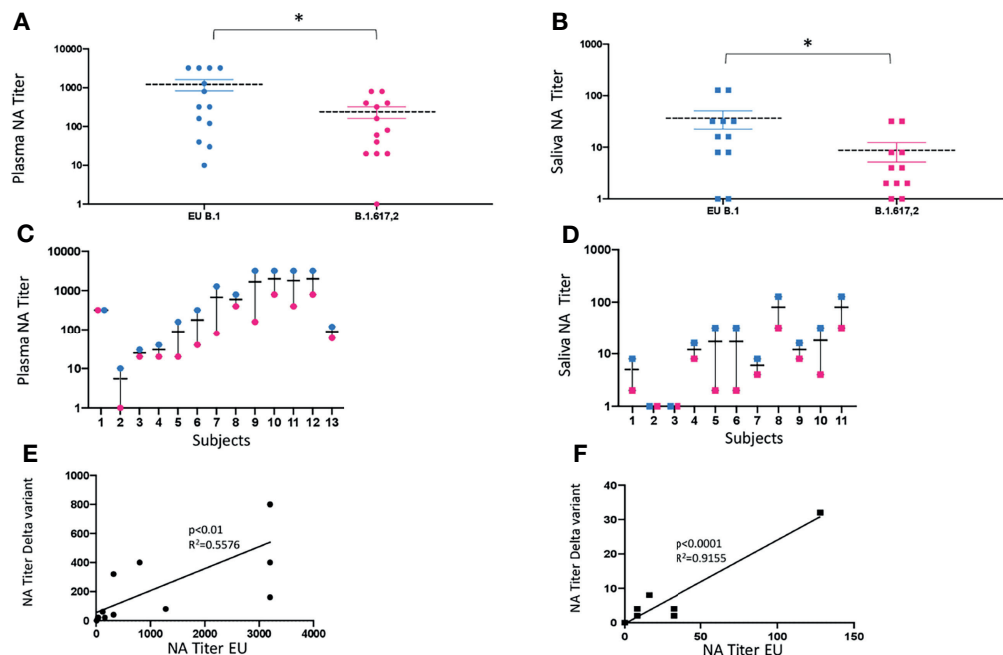 A
*
10000
1000
100
10
1
Plasma NA Titer
EU B.1
B.1.617,2
B
*
1000
100
10
1
Saliva NA Titer
EU B.1
B.1.617,2
C
10000
1000
100
10
1
Plasma NA Titer
1 2 3 4 5 6 7 8 9 10 11 12 13
Subjects
D
1000
100
10
1
Saliva NA Titer
1 2 3 4 5 6 7 8 9 10 11
Subjects
E
1000
800
600
400
200
0
NA Titer Delta variant
p<0.01
R²=0.5576
0 1000 2000 3000 4000
NA Titer EU
F
40
30
20
10
0
NA Titer Delta variant
p<0.0001
R²=0.9155
0 50 100 150
NA Titer EU